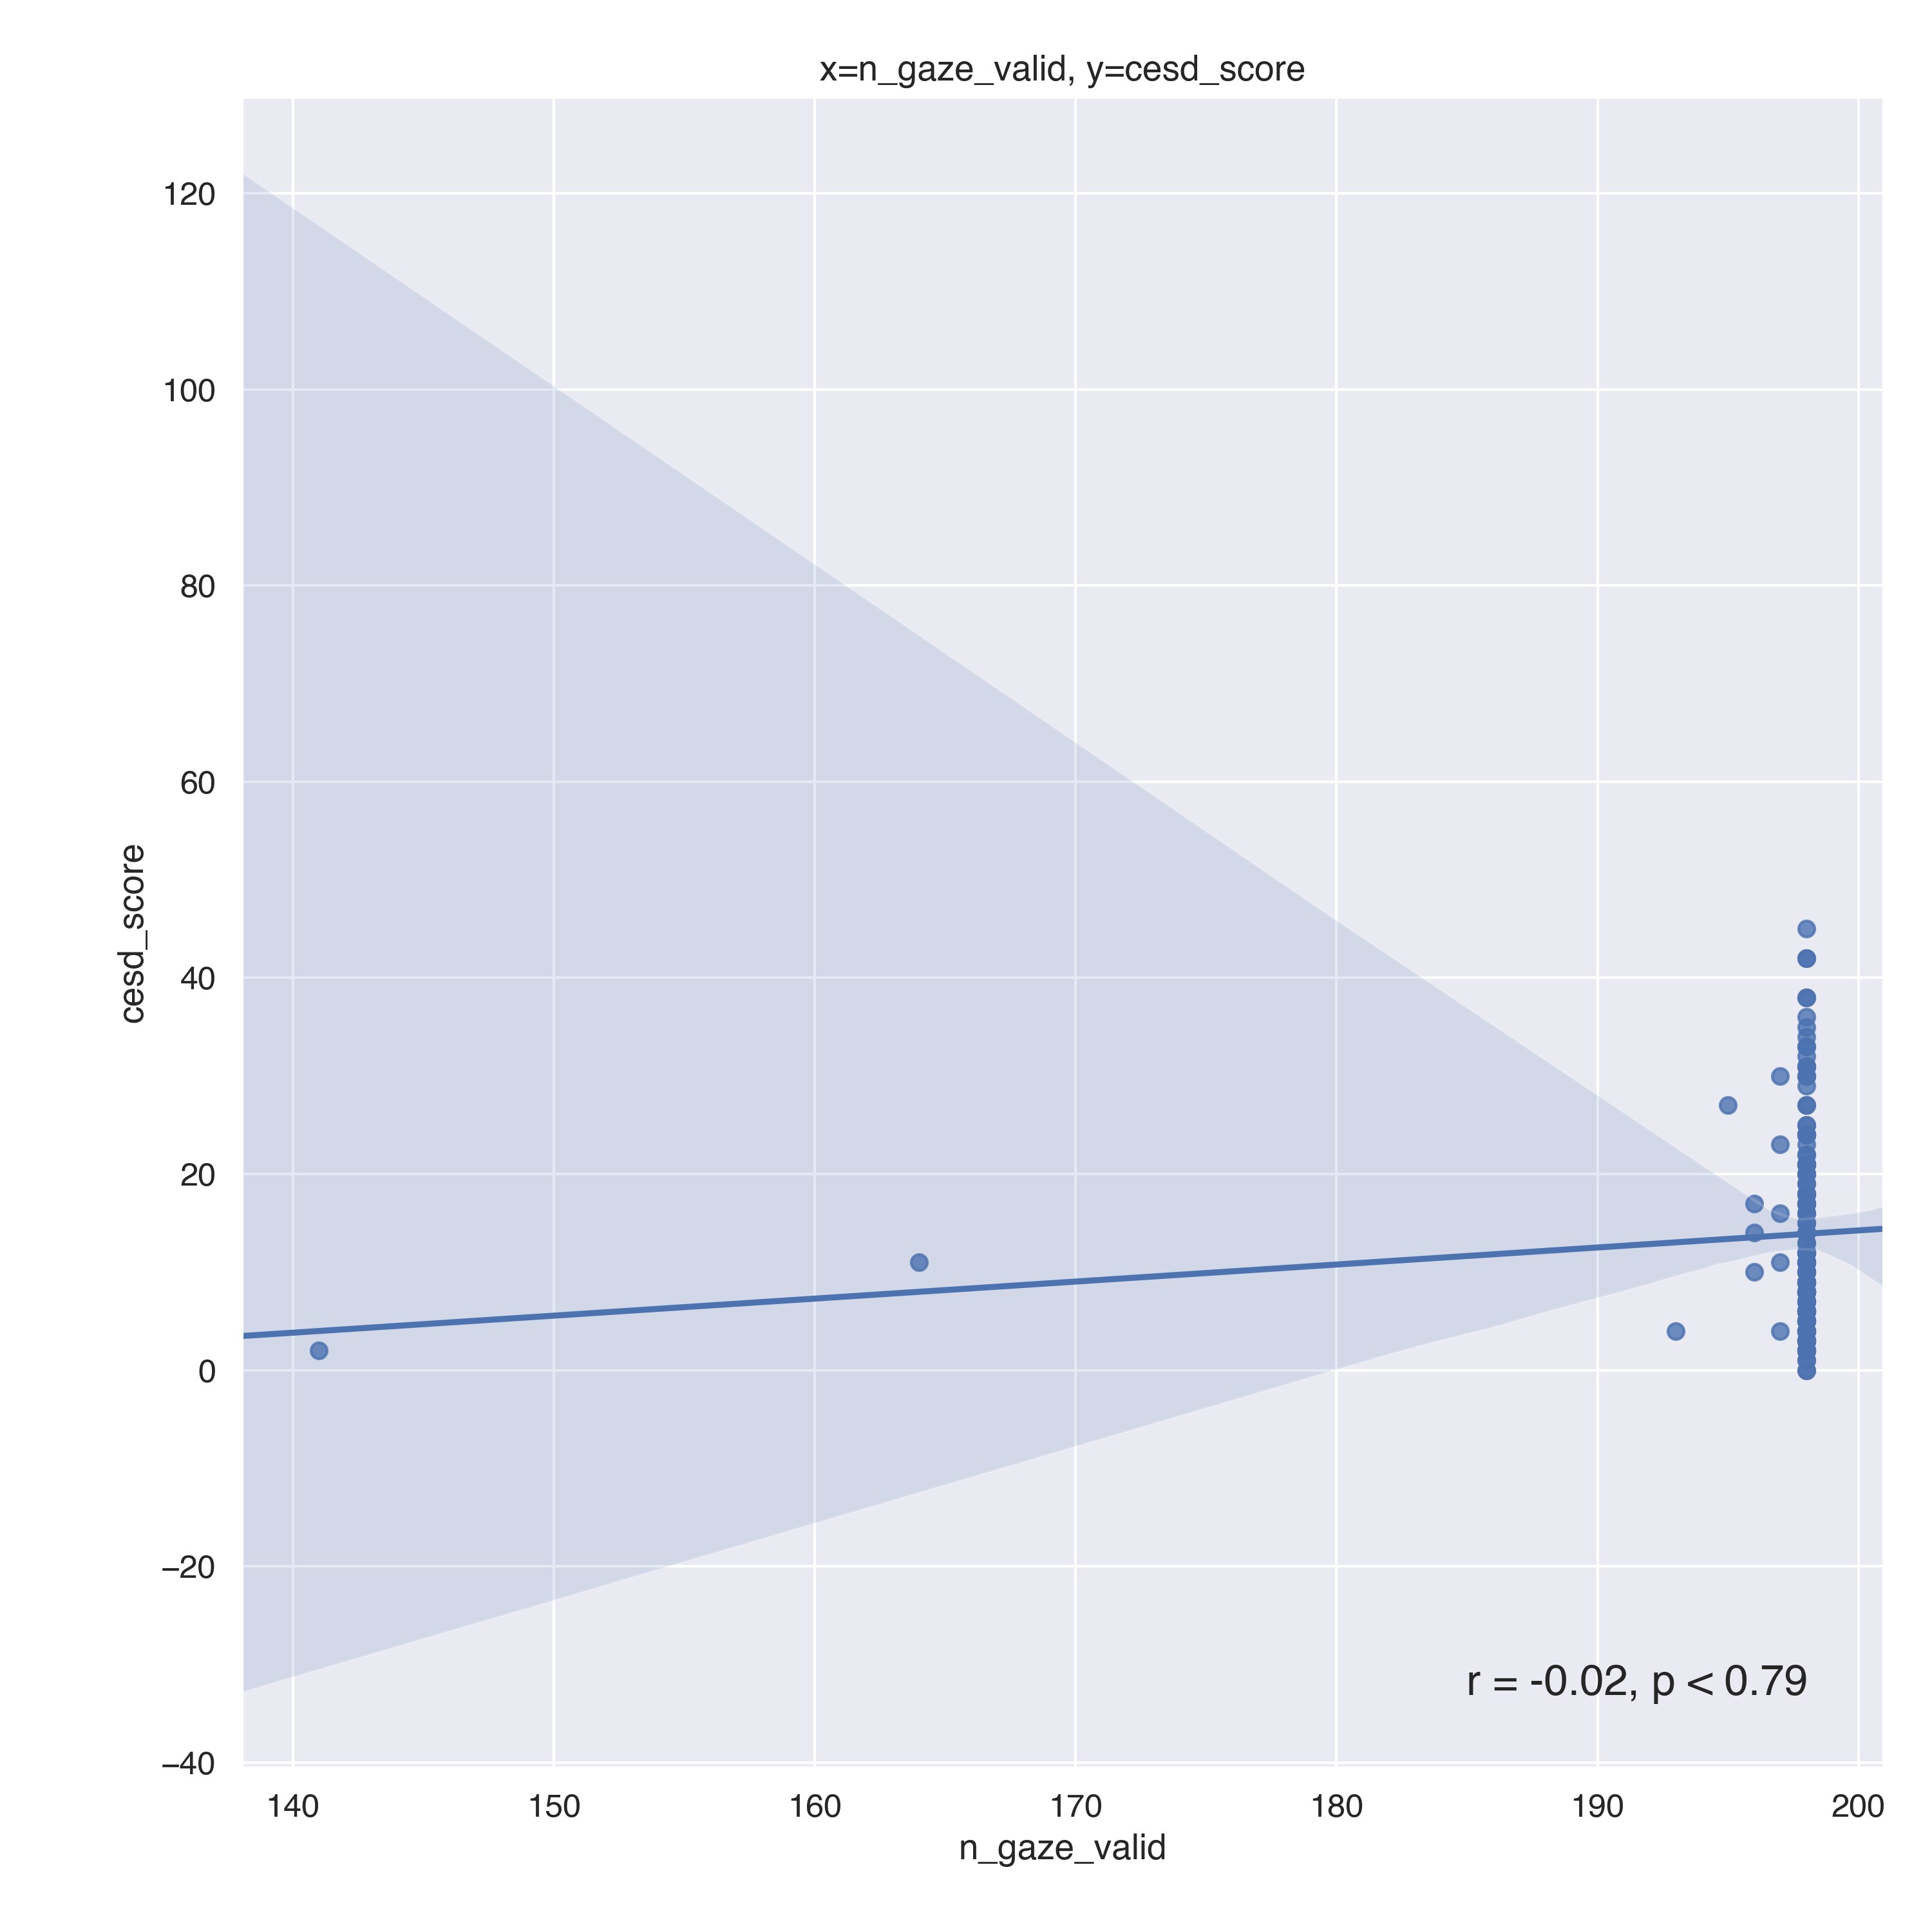 x=n_gaze_valid, y=cesd_score
120
100
80
60
40
20
0
−20
−40
cesd_score
r = -0.02, p < 0.79
140 150 160 170 180 190 200
n_gaze_valid